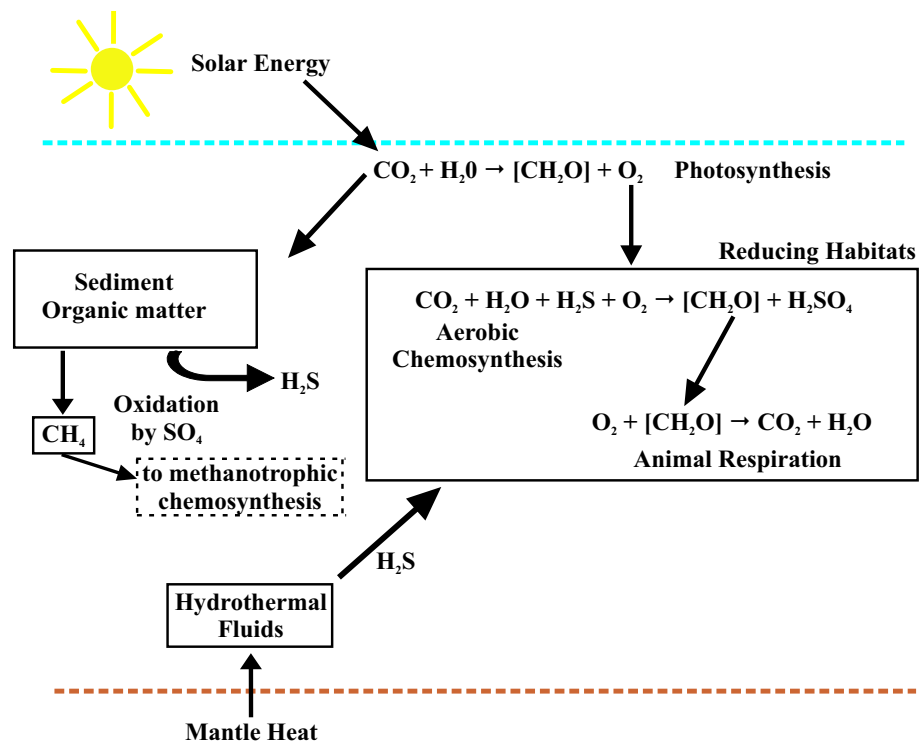 Solar Energy
CO₂ + H₂0 → [CH₂O] + O₂ Photosynthesis
Reducing Habitats
Sediment
Organic matter
CO₂ + H₂O + H₂S + O₂ → [CH₂O] + H₂SO₄
Aerobic
Chemosynthesis
H₂S
Oxidation
by SO₄
CH₄
O₂ + [CH₂O] → CO₂ + H₂O
Animal Respiration
to methanotrophic
chemosynthesis
H₂S
Hydrothermal
Fluids
Mantle Heat